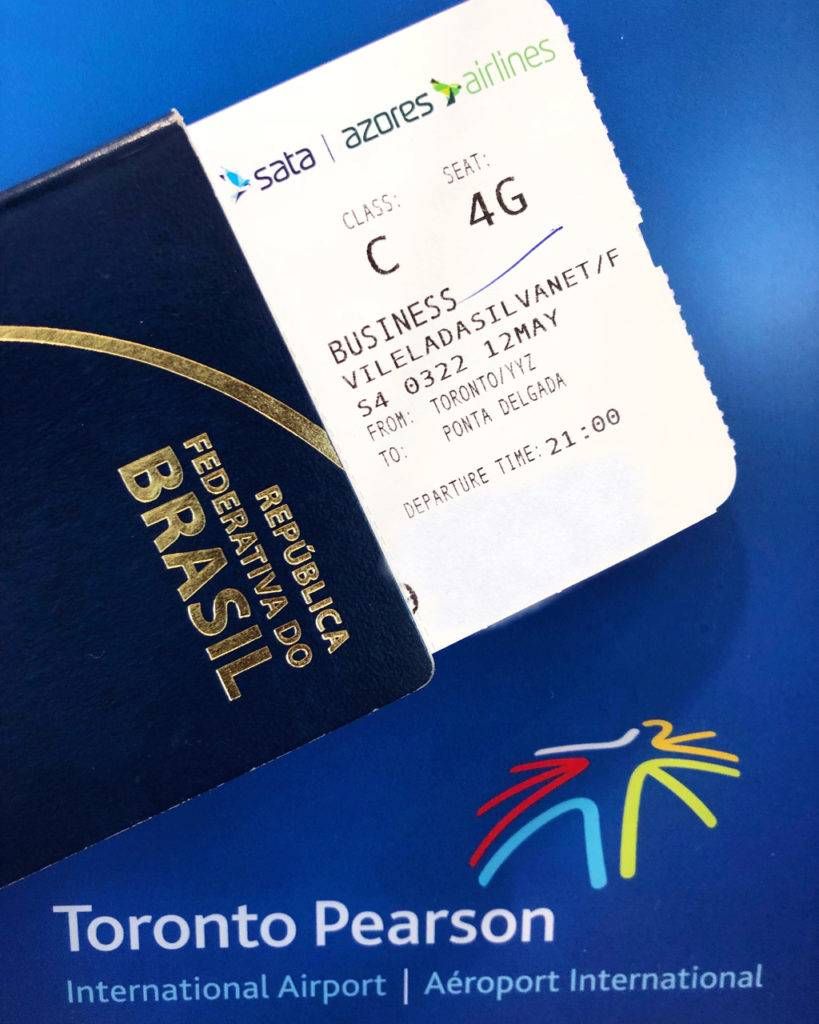 sata | azores airlines
CLASS: SEAT:
C 4G
BUSINESS
VILELADASILVANET/F
S4 0322 12MAY
FROM: TORONTO/YYZ
TO: PONTA DELGADA
DEPARTURE TIME: 21:00
REPÚBLICA
FEDERATIVA DO
BRASIL
Toronto Pearson
International Airport | Aéroport International